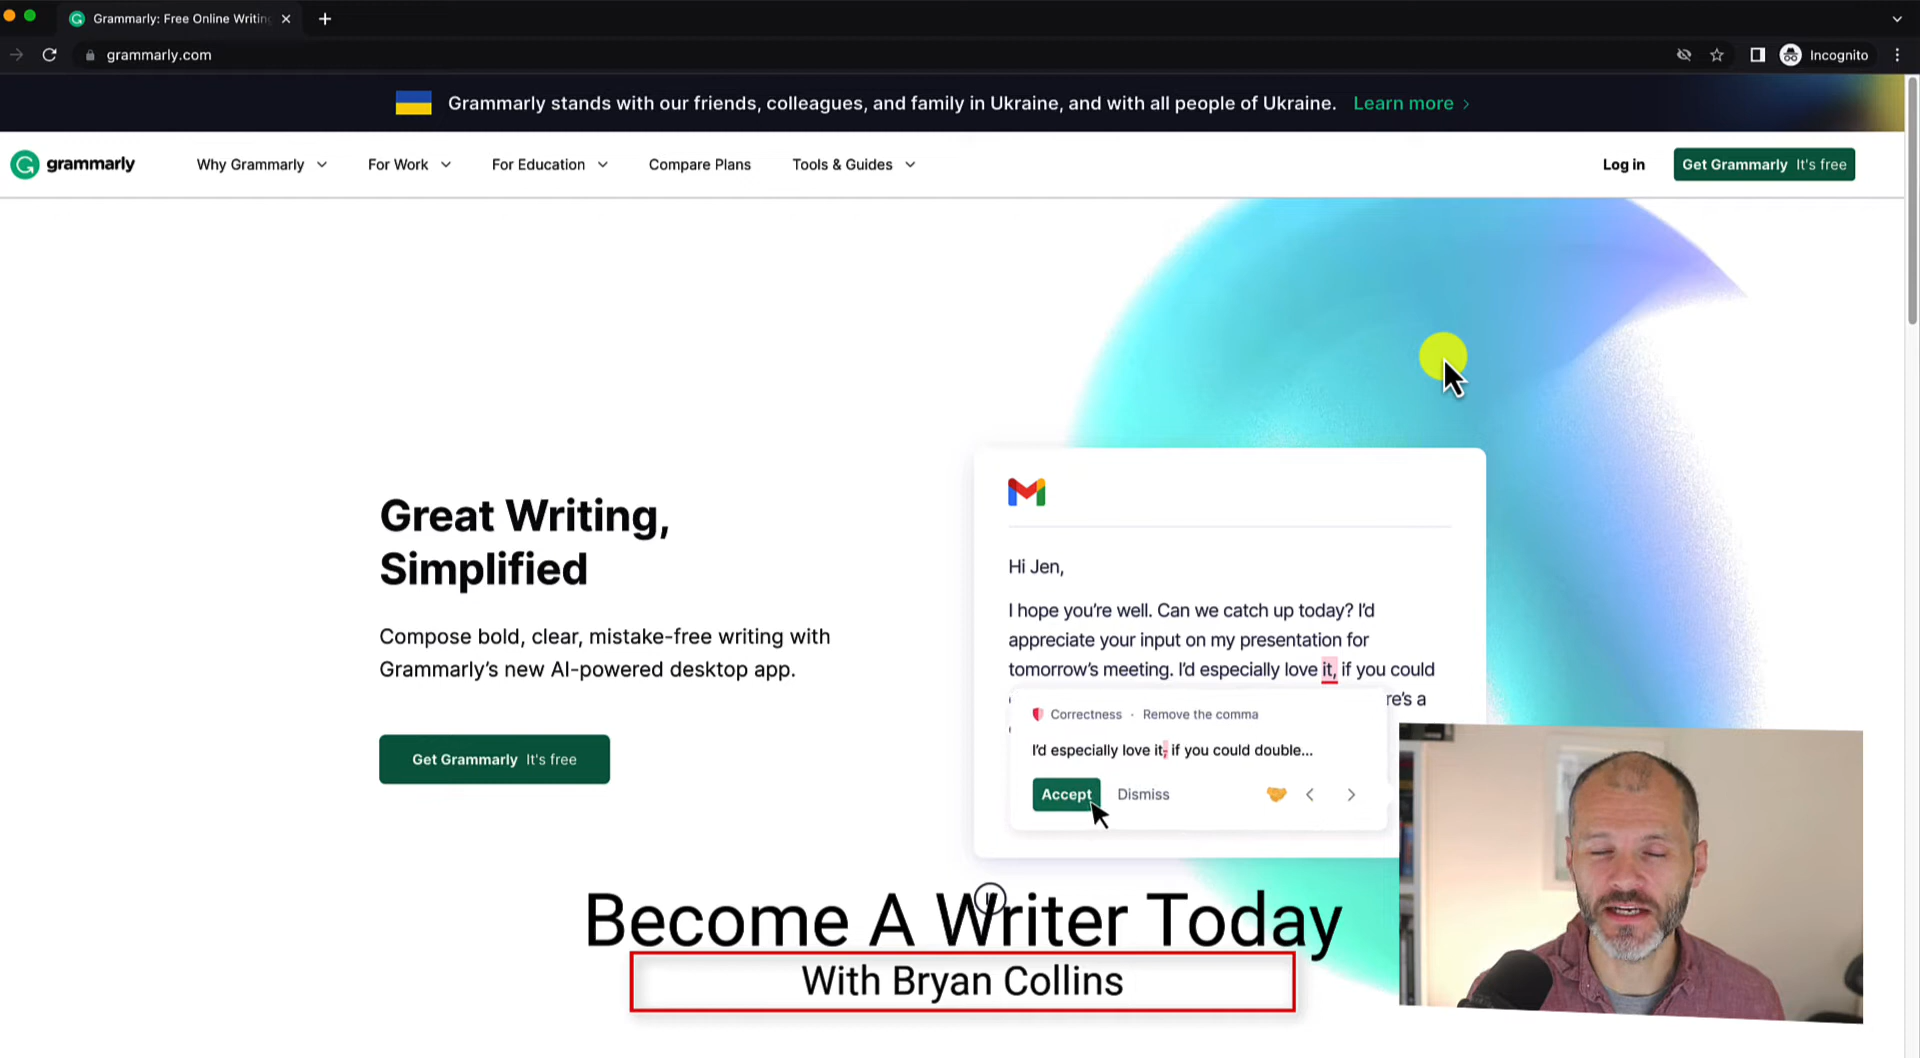 Grammarly: Free Online Writin
grammarly.com
Incognito
Grammarly stands with our friends, colleagues, and family in Ukraine, and with all people of Ukraine. Learn more
grammarly
Why Grammarly
For Work
For Education
Compare Plans
Tools & Guides
Log in
Get Grammarly It's free
Great Writing,
Simplified
Compose bold, clear, mistake-free writing with
Grammarly's new AI-powered desktop app.
Get Grammarly It's free
Hi Jen,
I hope you're well. Can we catch up today? I'd
appreciate your input on my presentation for
tomorrow's meeting. I'd especially love it, if you could
re's a
Correctness · Remove the comma
I'd especially love it, if you could double...
Accept
Dismiss
Become A Writer Today
With Bryan Collins